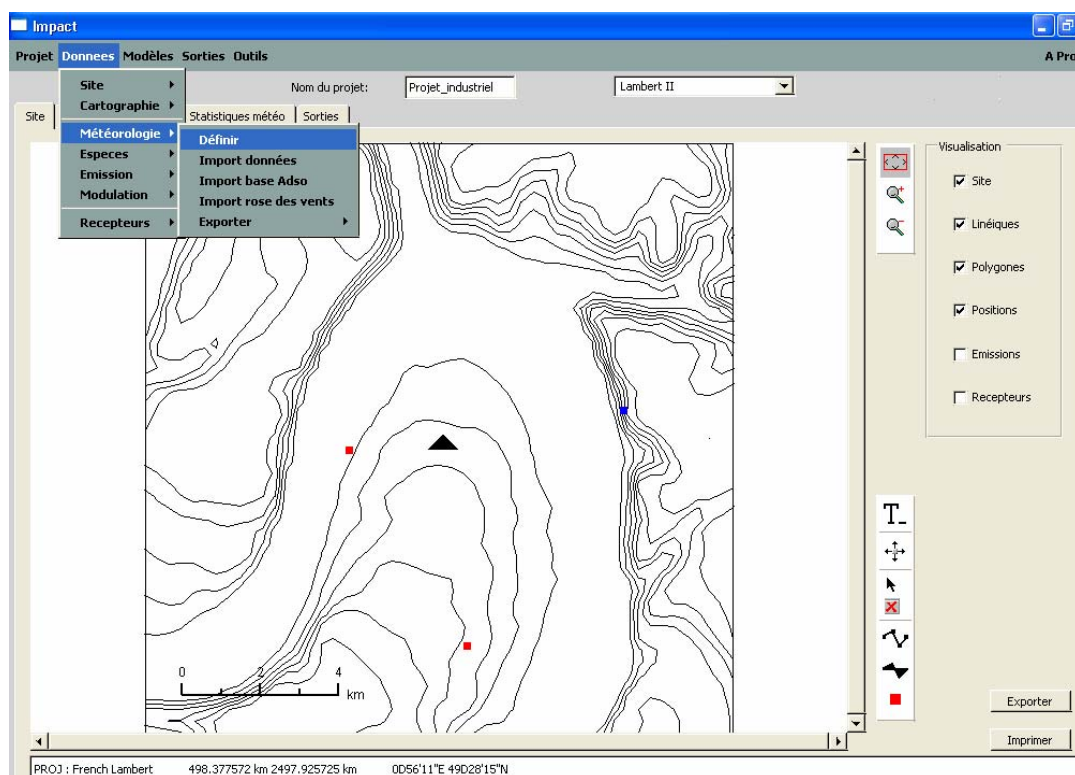 Impact
Projet Donnees Modèles Sorties Outils
A Pro
Site
Cartographie
Météorologie
Especes
Emission
Modulation
Recepteurs
Définir
Import données
Import base Adso
Import rose des vents
Exporter
Nom du projet:
Projet_industriel
Lambert II
Site
Statistiques météo
Sorties
Visualisation
Site
Linéiques
Polygones
Positions
Emissions
Recepteurs
T_
0 2 4
km
Exporter
Imprimer
PROJ : French Lambert 498.377572 km 2497.925725 km 0D56'11"E 49D28'15"N